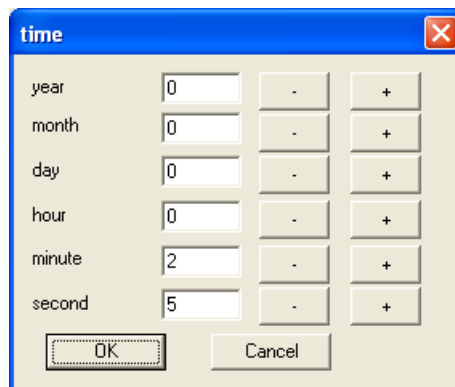 time
year 0 - +
month 0 - +
day 0 - +
hour 0 - +
minute 2 - +
second 5 - +
OK Cancel